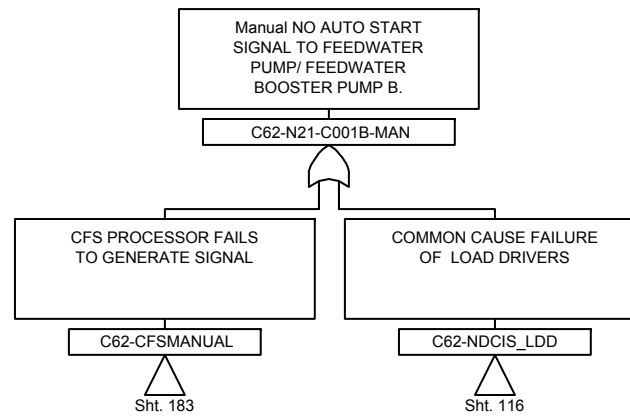 Manual NO AUTO START
SIGNAL TO FEEDWATER
PUMP/ FEEDWATER
BOOSTER PUMP B.
C62-N21-C001B-MAN
CFS PROCESSOR FAILS
TO GENERATE SIGNAL
C62-CFSMANUAL
Sht. 183
COMMON CAUSE FAILURE
OF LOAD DRIVERS
C62-NDCIS_LDD
Sht. 116